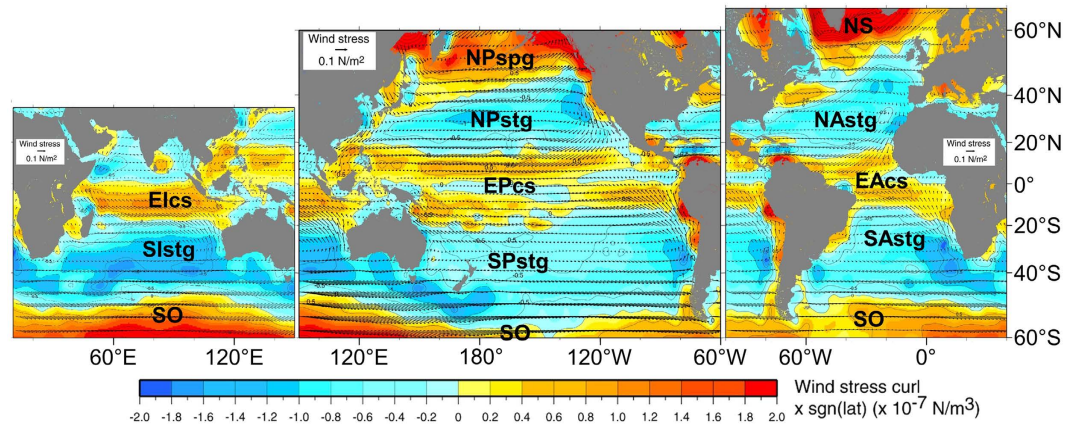 NS
60°N
Wind stress
0.1 N/m²
NPspg
40°N
NPstg
NAstg
Wind stress
0.1 N/m²
Wind stress
0.1 N/m²
20°N
EIcs
EPcs
EAcs
0°
20°S
SIstg
SPstg
SAstg
40°S
SO
SO
SO
60°S
60°E
120°E
120°E
180°W
120°W
60°W
60°W
0°
Wind stress curl
x sgn(lat) (x 10⁻⁷ N/m³)
-2.0 -1.8 -1.6 -1.4 -1.2 -1.0 -0.8 -0.6 -0.4 -0.2 0 0.2 0.4 0.6 0.8 1.0 1.2 1.4 1.6 1.8 2.0